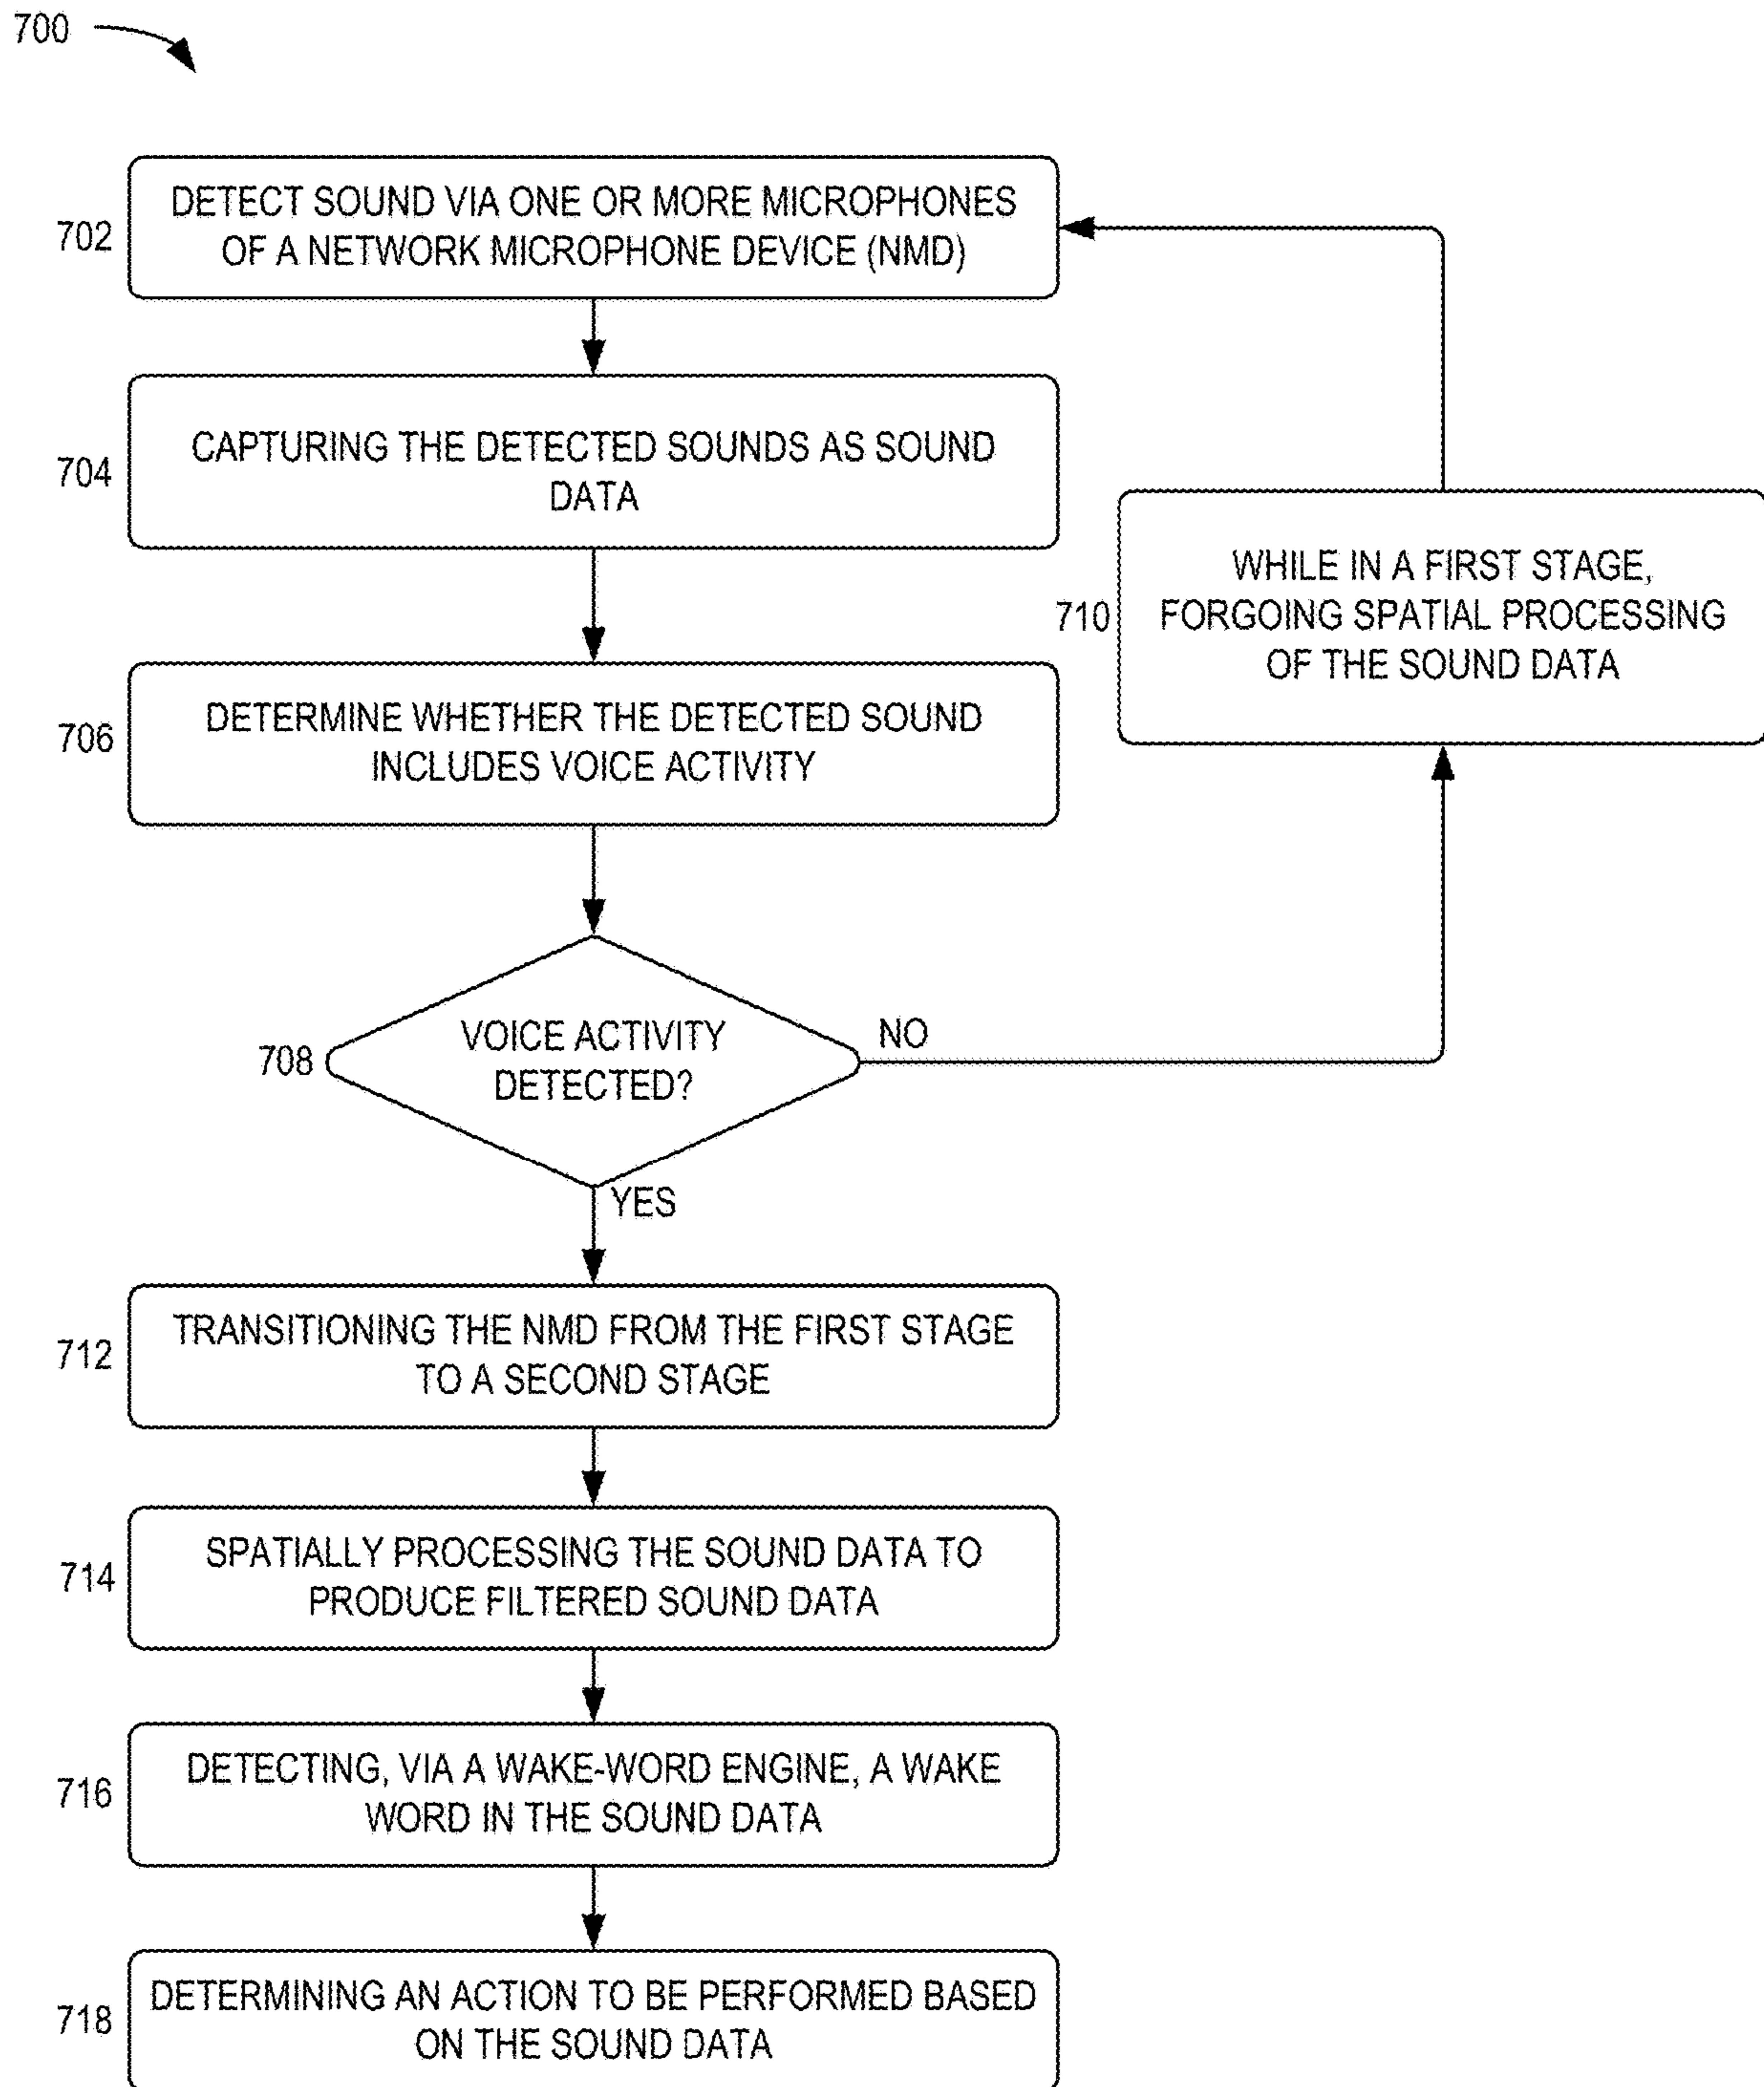 700
702
DETECT SOUND VIA ONE OR MORE MICROPHONES
OF A NETWORK MICROPHONE DEVICE (NMD)
704
CAPTURING THE DETECTED SOUNDS AS SOUND
DATA
706
DETERMINE WHETHER THE DETECTED SOUND
INCLUDES VOICE ACTIVITY
708
VOICE ACTIVITY
DETECTED?
NO
710
WHILE IN A FIRST STAGE,
FORGOING SPATIAL PROCESSING
OF THE SOUND DATA
YES
712
TRANSITIONING THE NMD FROM THE FIRST STAGE
TO A SECOND STAGE
714
SPATIALLY PROCESSING THE SOUND DATA TO
PRODUCE FILTERED SOUND DATA
716
DETECTING, VIA A WAKE-WORD ENGINE, A WAKE
WORD IN THE SOUND DATA
718
DETERMINING AN ACTION TO BE PERFORMED BASED
ON THE SOUND DATA